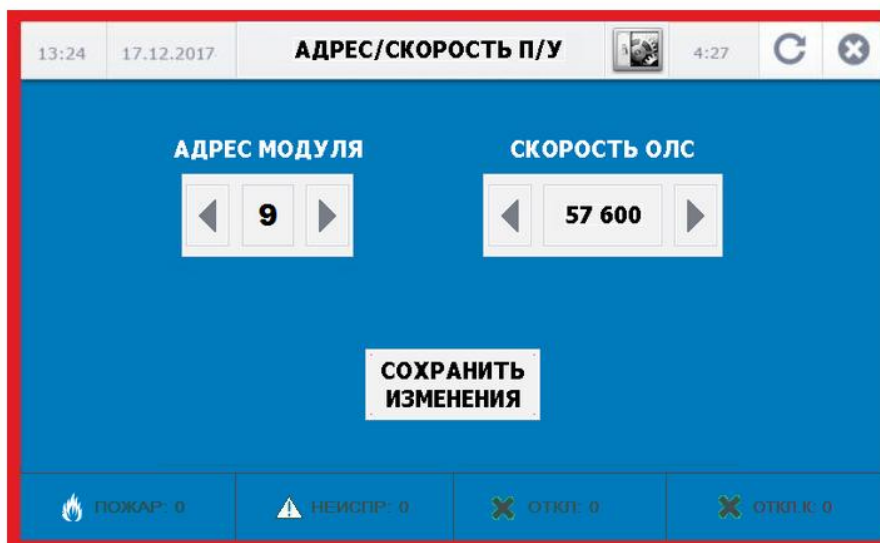 13:24 17.12.2017 АДРЕС/СКОРОСТЬ П/У 4:27
АДРЕС МОДУЛЯ СКОРОСТЬ ОЛС
9 57 600
СОХРАНИТЬ
ИЗМЕНЕНИЯ
ПОЖАР: 0 НЕИСПР: 0 ОТКЛ: 0 ОТКЛ.К: 0